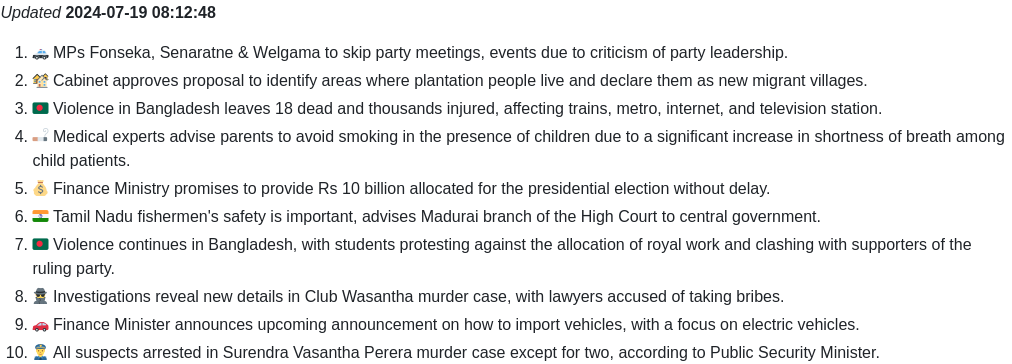 Updated 2024-07-19 08:12:48
1. 🚓 MPs Fonseka, Senaratne & Welgama to skip party meetings, events due to criticism of party leadership.
2. 🏘️ Cabinet approves proposal to identify areas where plantation people live and declare them as new migrant villages.
3. 🇧🇩 Violence in Bangladesh leaves 18 dead and thousands injured, affecting trains, metro, internet, and television station.
4. 🚬 Medical experts advise parents to avoid smoking in the presence of children due to a significant increase in shortness of breath among
child patients.
5. 💰 Finance Ministry promises to provide Rs 10 billion allocated for the presidential election without delay.
6. 🇮🇳 Tamil Nadu fishermen's safety is important, advises Madurai branch of the High Court to central government.
7. 🇧🇩 Violence continues in Bangladesh, with students protesting against the allocation of royal work and clashing with supporters of the
ruling party.
8. 🕵️ Investigations reveal new details in Club Wasantha murder case, with lawyers accused of taking bribes.
9. 🚗 Finance Minister announces upcoming announcement on how to import vehicles, with a focus on electric vehicles.
10. 👮 All suspects arrested in Surendra Vasantha Perera murder case except for two, according to Public Security Minister.